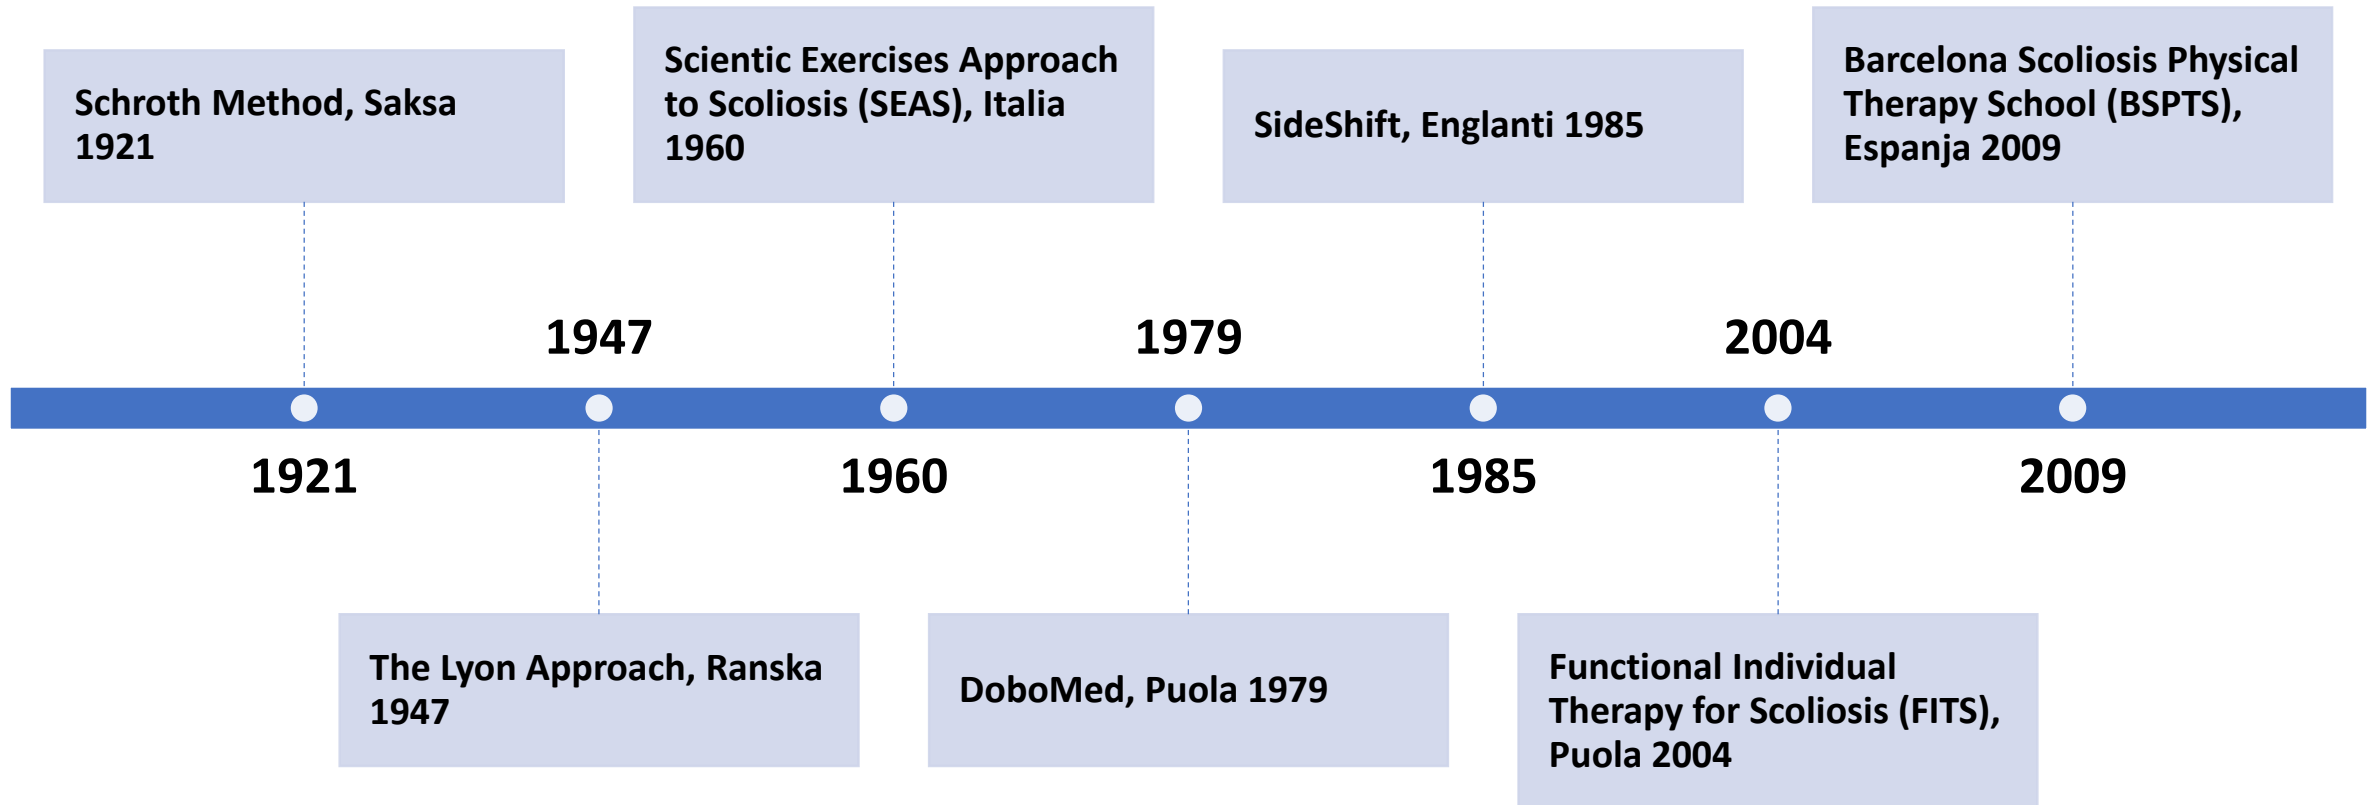 Schroth Method, Saksa
1921
Scientic Exercises Approach
to Scoliosis (SEAS), Italia
1960
SideShift, Englanti 1985
Barcelona Scoliosis Physical
Therapy School (BSPTS),
Espanja 2009
1947
1979
2004
1921
1960
1985
2009
The Lyon Approach, Ranska
1947
DoboMed, Puola 1979
Functional Individual
Therapy for Scoliosis (FITS),
Puola 2004